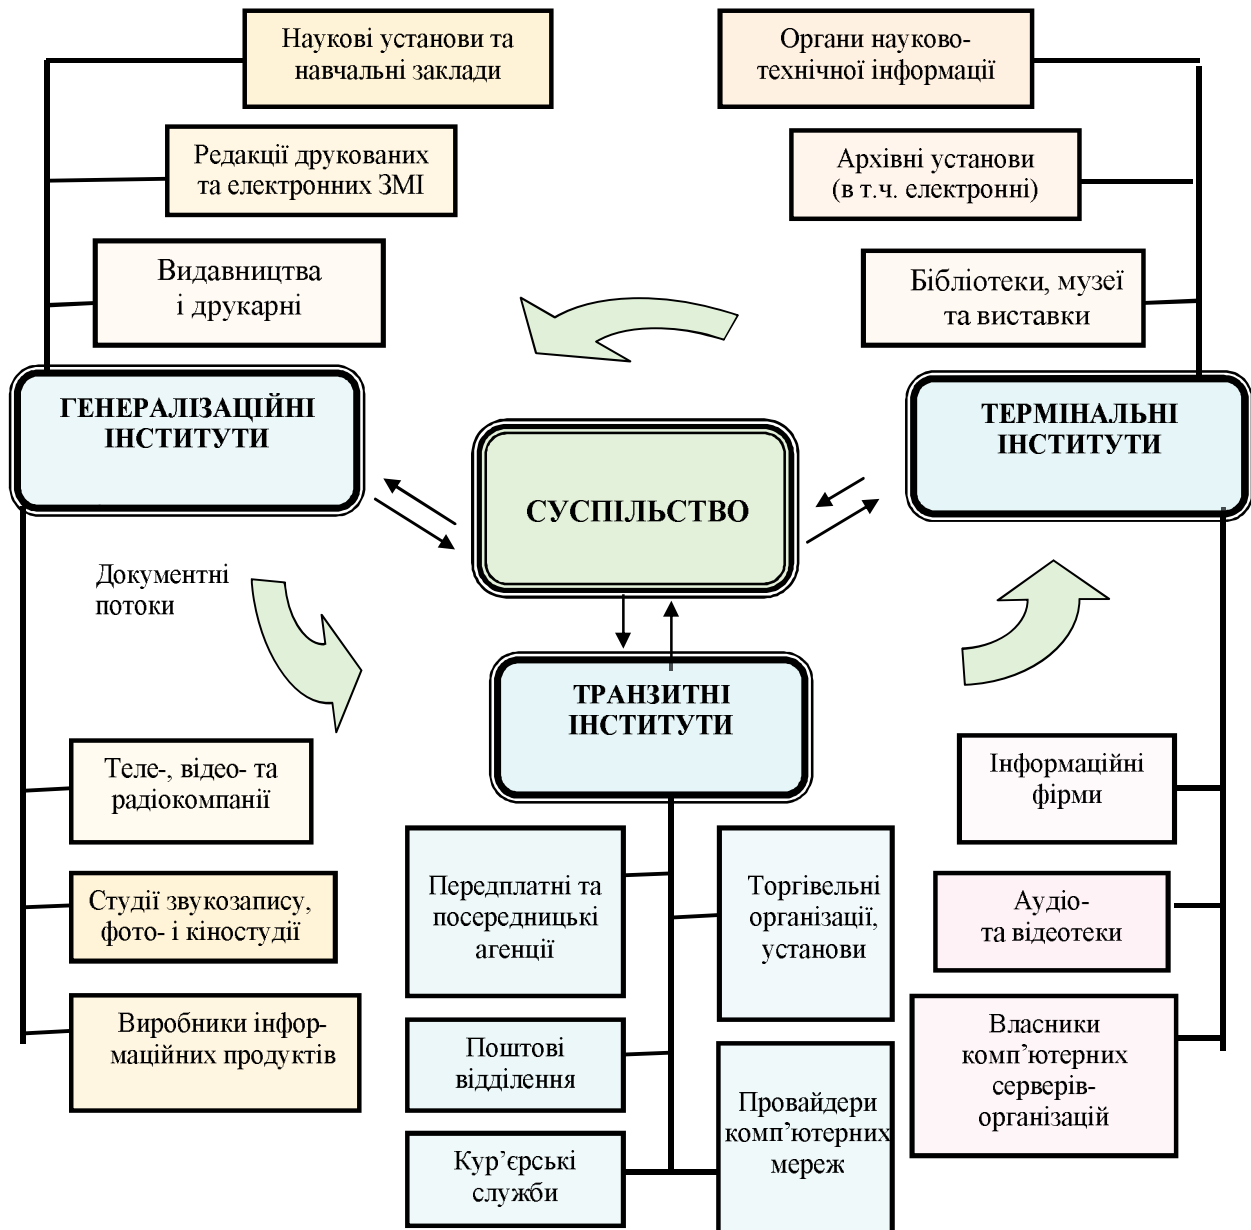 Наукові установи та
навчальні заклади
Органи науково-
технічної інформації
Редакції друкованих
та електронних ЗМІ
Архівні установи
(в т.ч. електронні)
Видавництва
і друкарні
Бібліотеки, музеї
та виставки
ГЕНЕРАЛІЗАЦІЙНІ
ІНСТИТУТИ
ТЕРМІНАЛЬНІ
ІНСТИТУТИ
СУСПІЛЬСТВО
Документні
потоки
ТРАНЗИТНІ
ІНСТИТУТИ
Теле-, відео- та
радіокомпанії
Студії звукозапису,
фото- і кіностудії
Виробники інфор-
маційних продуктів
Передплатні та
посередницькі
агенції
Поштові
відділення
Кур’єрські
служби
Торгівельні
організації,
установи
Провайдери
комп’ютерних
мереж
Інформаційні
фірми
Аудіо-
та відеотеки
Власники
комп’ютерних
серверів-
організацій